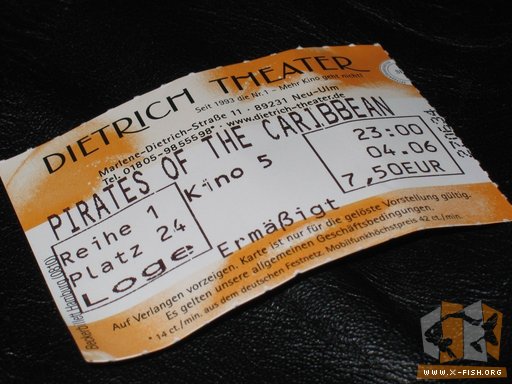 DIETRICH THEATER
Seit 1993 die Nr.1 - Mehr Kino geht nicht!
Marlene-Dietrich-Straße 11 · 89231 Neu-Ulm
Tel. 01805-9855598* · www.dietrich-theater.de
PIRATES OF THE CARIBBEAN
Reihe 1
Platz 24
Loge
Kino 5
Ermäßigt
23:00
04.06
7,50EUR
Auf Verlangen vorzeigen. Karte ist nur für die gelöste Vorstellung gültig.
Es gelten unsere allgemeinen Geschäftsbedingungen.
* 14 ct./min. aus dem deutschen Festnetz. Mobilfunkhöchstpreis 42 ct./min.
WWW.X-FISH.ORG